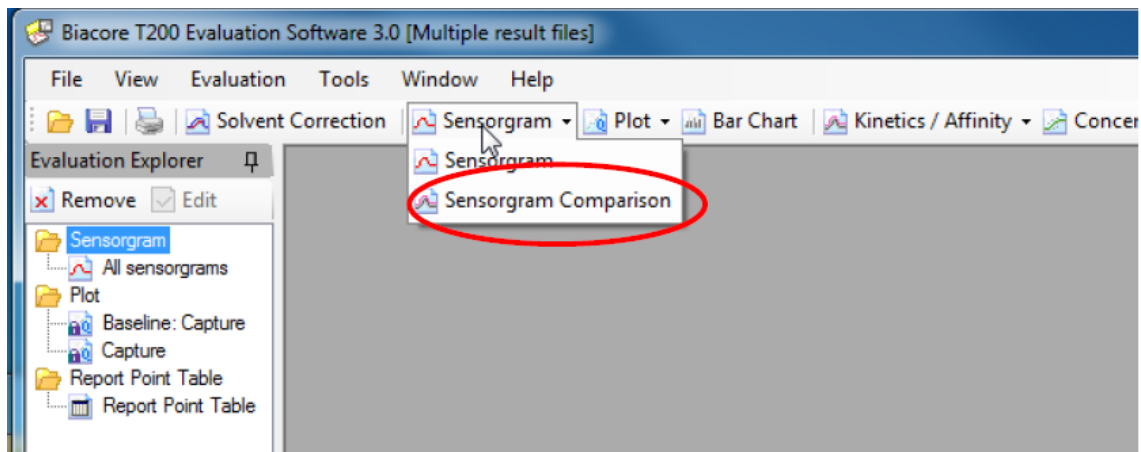 Biacore T200 Evaluation Software 3.0 [Multiple result files]
File View Evaluation Tools Window Help
Solvent Correction Sensorgram Plot Bar Chart Kinetics / Affinity Concer
Evaluation Explorer
Sensorgram
Remove Edit
Sensorgram Comparison
Sensorgram
All sensorgrams
Plot
Baseline: Capture
Capture
Report Point Table
Report Point Table